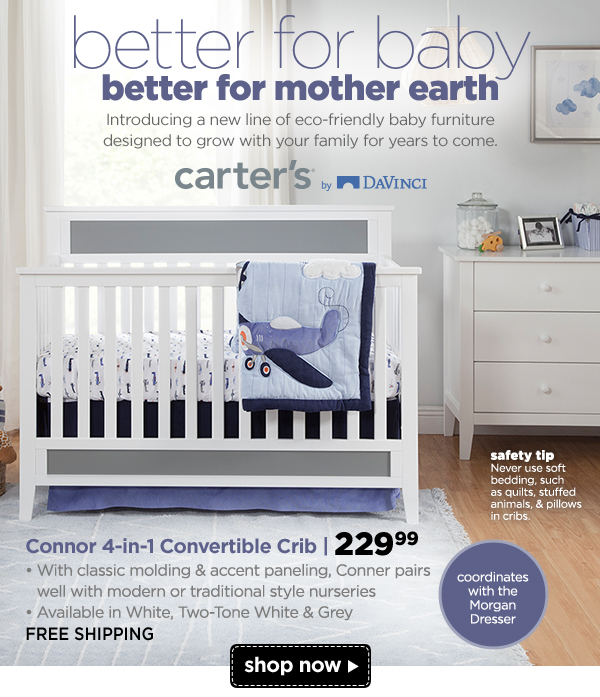 better for baby
better for mother earth
Introducing a new line of eco-friendly baby furniture
designed to grow with your family for years to come.
carter's® by DAVINCI
safety tip
Never use soft
bedding, such
as quilts, stuffed
animals, & pillows
in cribs.
Connor 4-in-1 Convertible Crib | 229⁹⁹
• With classic molding & accent paneling, Conner pairs
well with modern or traditional style nurseries
• Available in White, Two-Tone White & Grey
FREE SHIPPING
coordinates
with the
Morgan
Dresser
shop now ▶